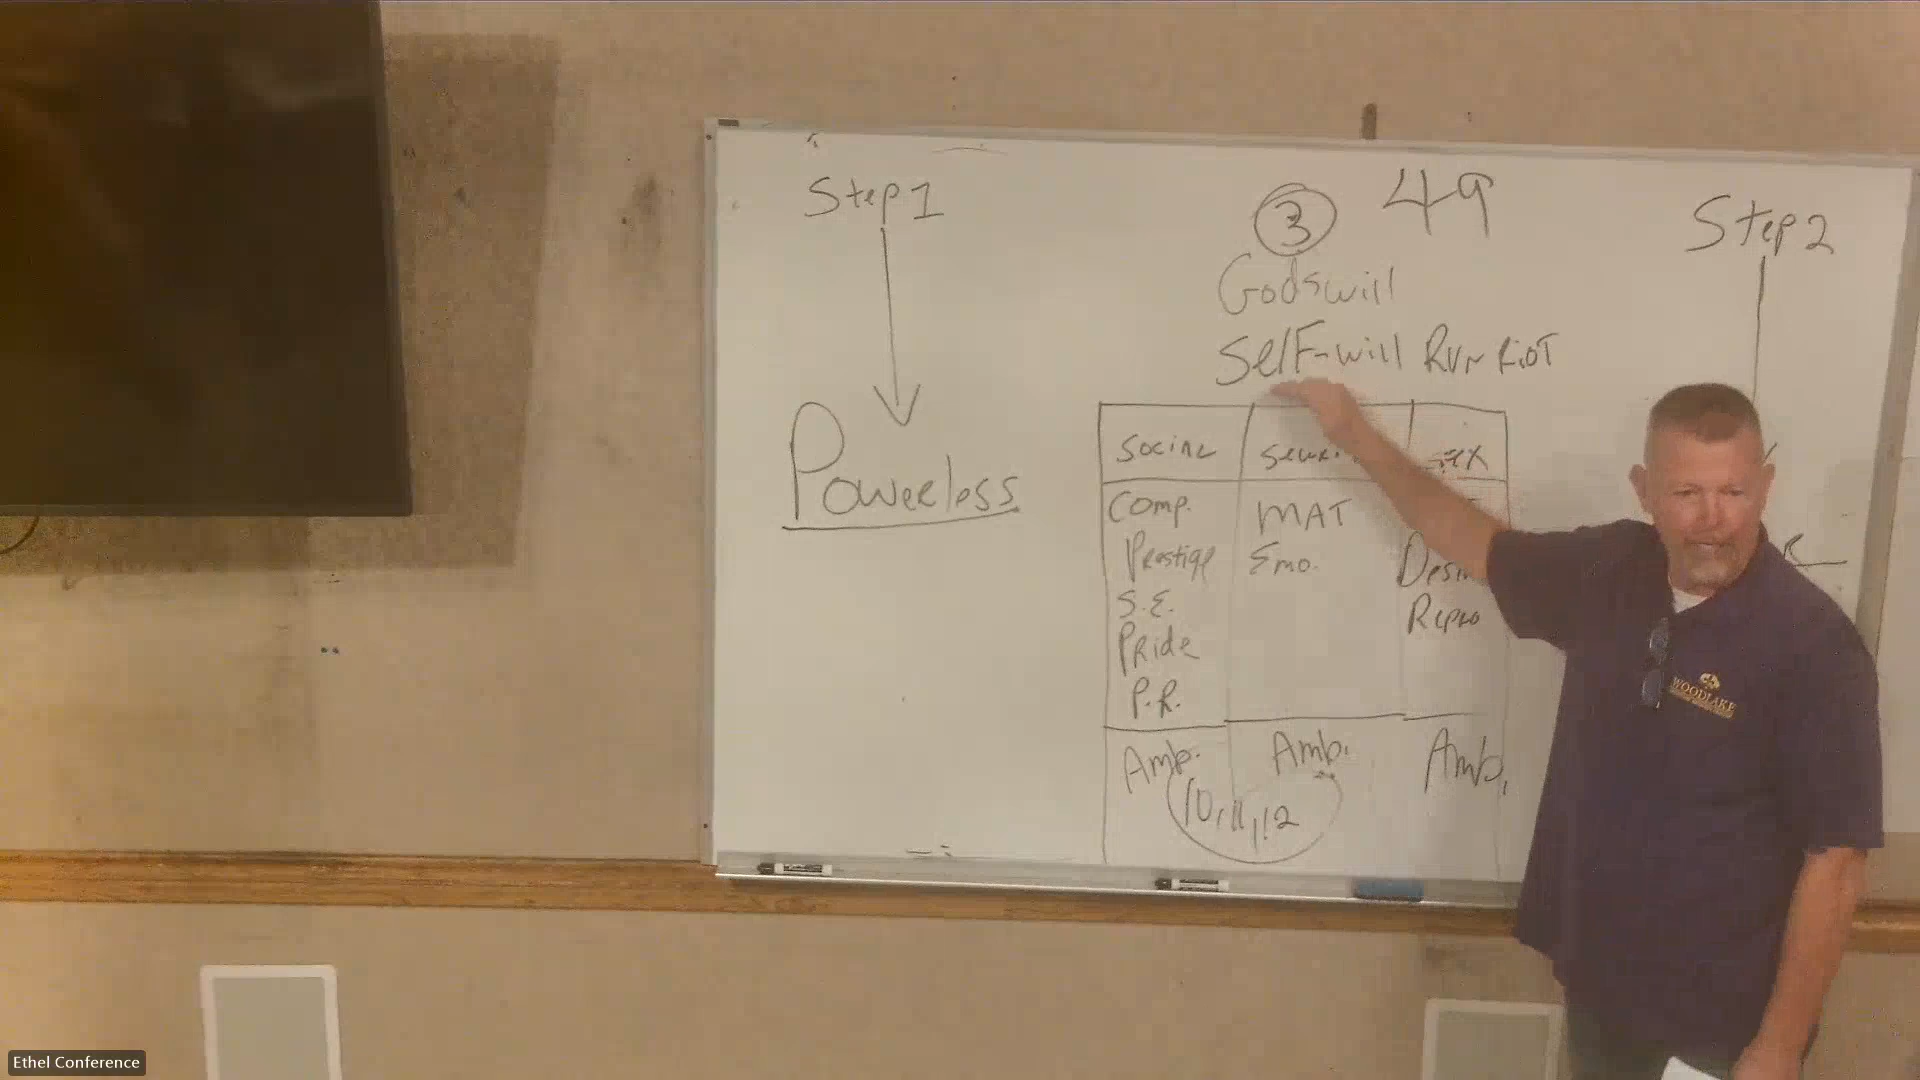 Step 1
3 49
Step 2
Godswill
Self-will Run Riot
Powerless
Social
Comp. MAT
Prestige Emo.
S.E. Repro
Pride
P.R.
Amb. Amb. Amb.
10, 11, 12
WOODLAKE
Ethel Conference